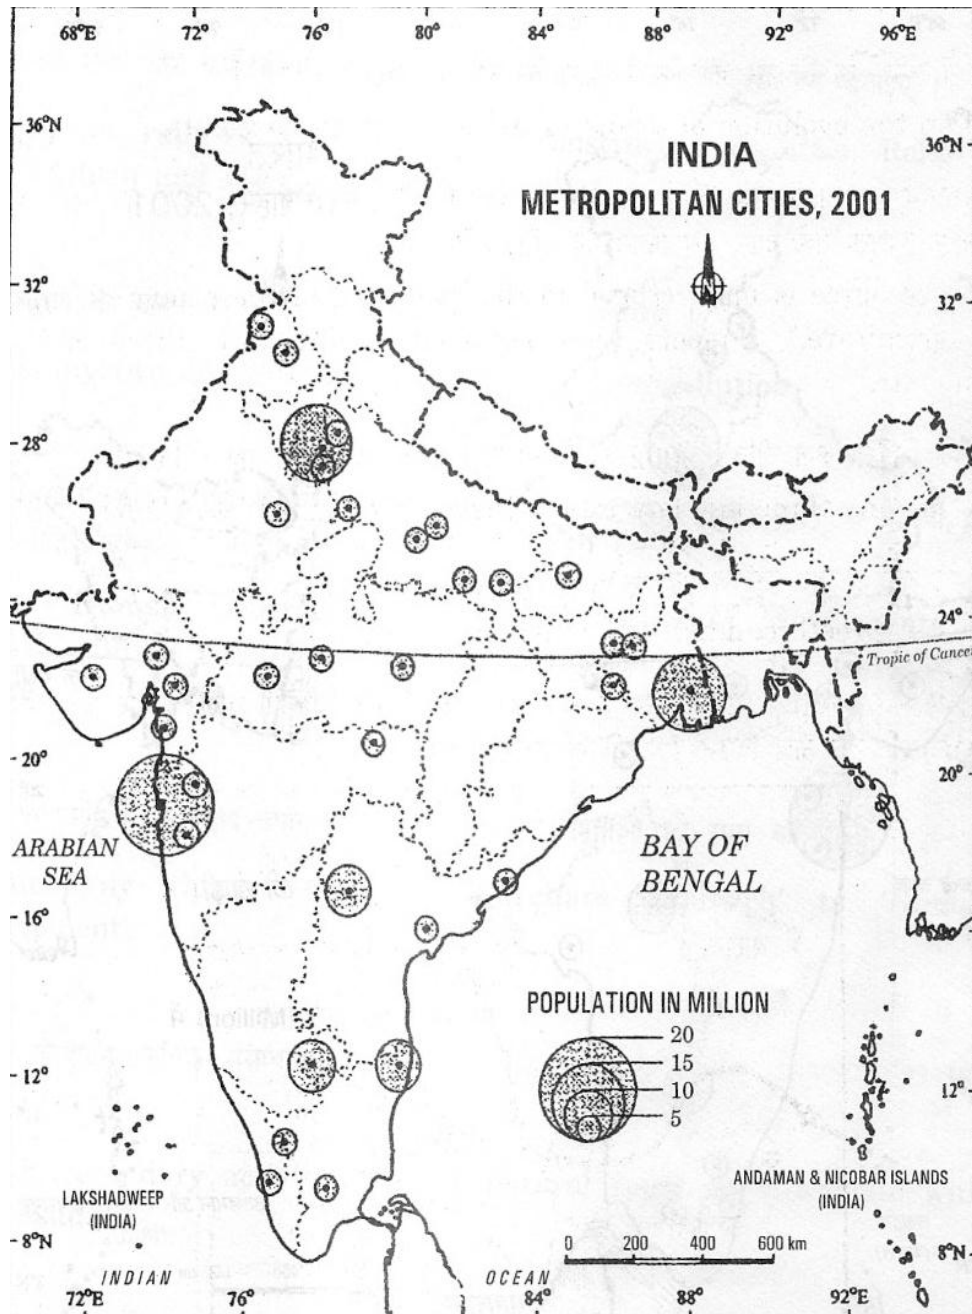 68°E 72° 76° 80° 84° 88° 92° 96°E
36°N
36°N
INDIA
METROPOLITAN CITIES, 2001
N
32°
32°
28°
28°
24°
Tropic of Cancer
20°
20°
ARABIAN
SEA
BAY OF
BENGAL
16°
16°
POPULATION IN MILLION
20
15
10
5
12°
12°
LAKSHADWEEP
(INDIA)
ANDAMAN & NICOBAR ISLANDS
(INDIA)
0 200 400 600 km
8°N
8°N
INDIAN OCEAN
72°E 76° 84° 88° 92°E